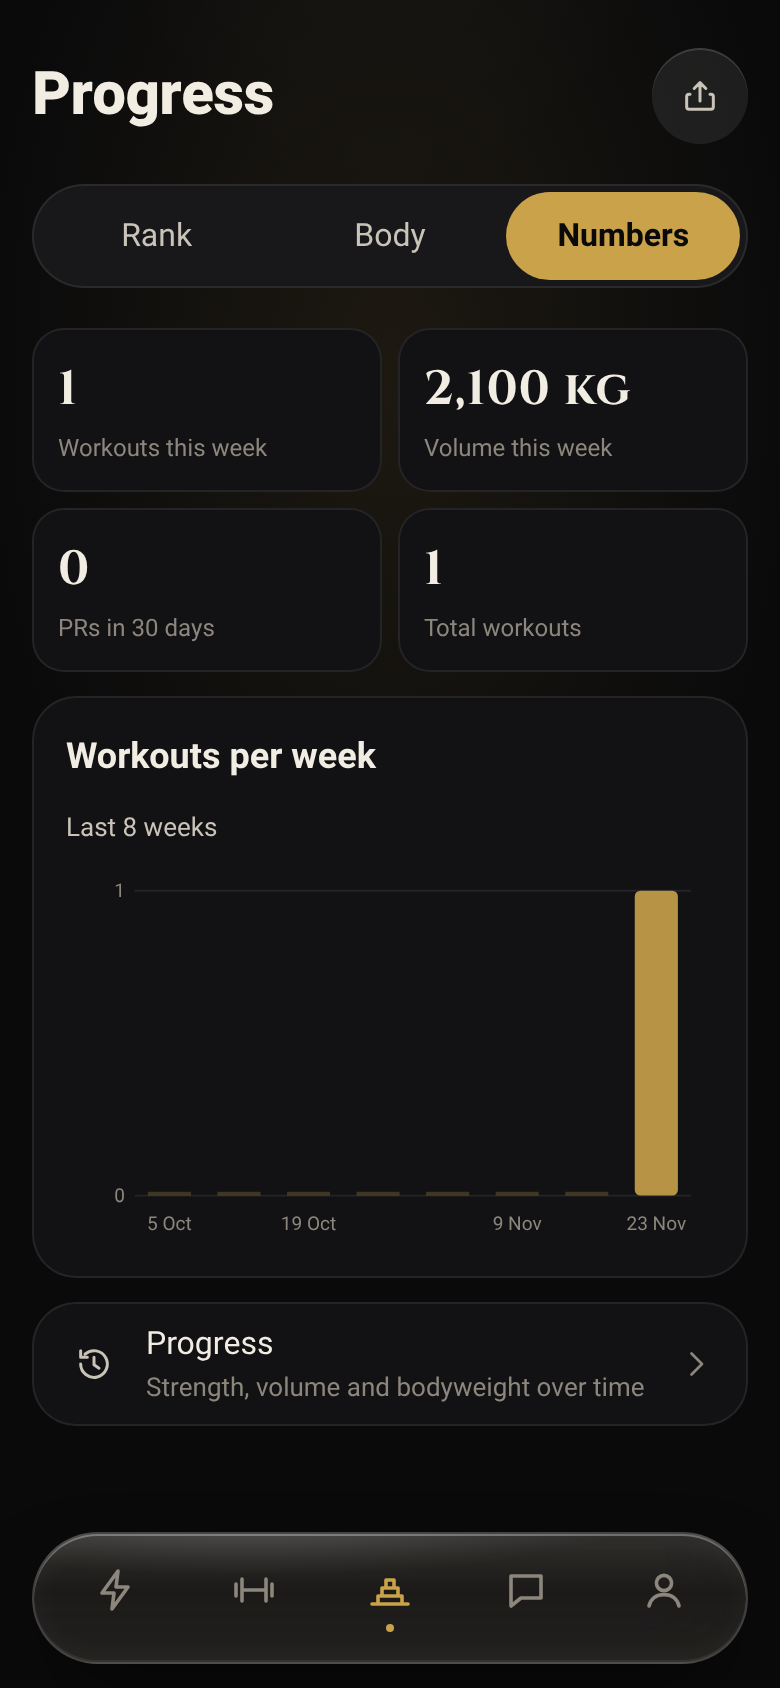 Progress
Rank
Body
Numbers
1
Workouts this week
2,100 KG
Volume this week
0
PRs in 30 days
1
Total workouts
Workouts per week
Last 8 weeks
1
0
5 Oct
19 Oct
9 Nov
23 Nov
Progress
Strength, volume and bodyweight over time